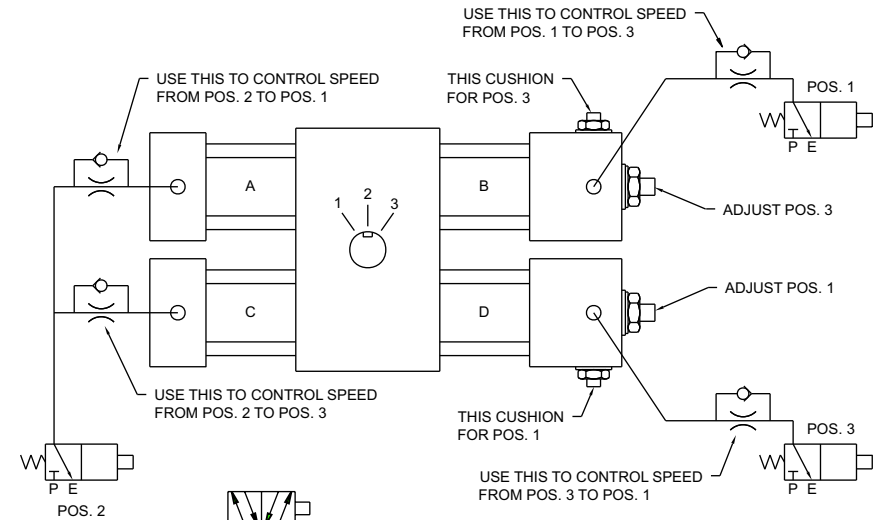 USE THIS TO CONTROL SPEED
FROM POS. 1 TO POS. 3
USE THIS TO CONTROL SPEED
FROM POS. 2 TO POS. 1
THIS CUSHION
FOR POS. 3
POS. 1
P E
A
B
1 2 3
ADJUST POS. 3
C
D
ADJUST POS. 1
USE THIS TO CONTROL SPEED
FROM POS. 2 TO POS. 3
THIS CUSHION
FOR POS. 1
POS. 3
P E
USE THIS TO CONTROL SPEED
FROM POS. 3 TO POS. 1
P E
POS. 2